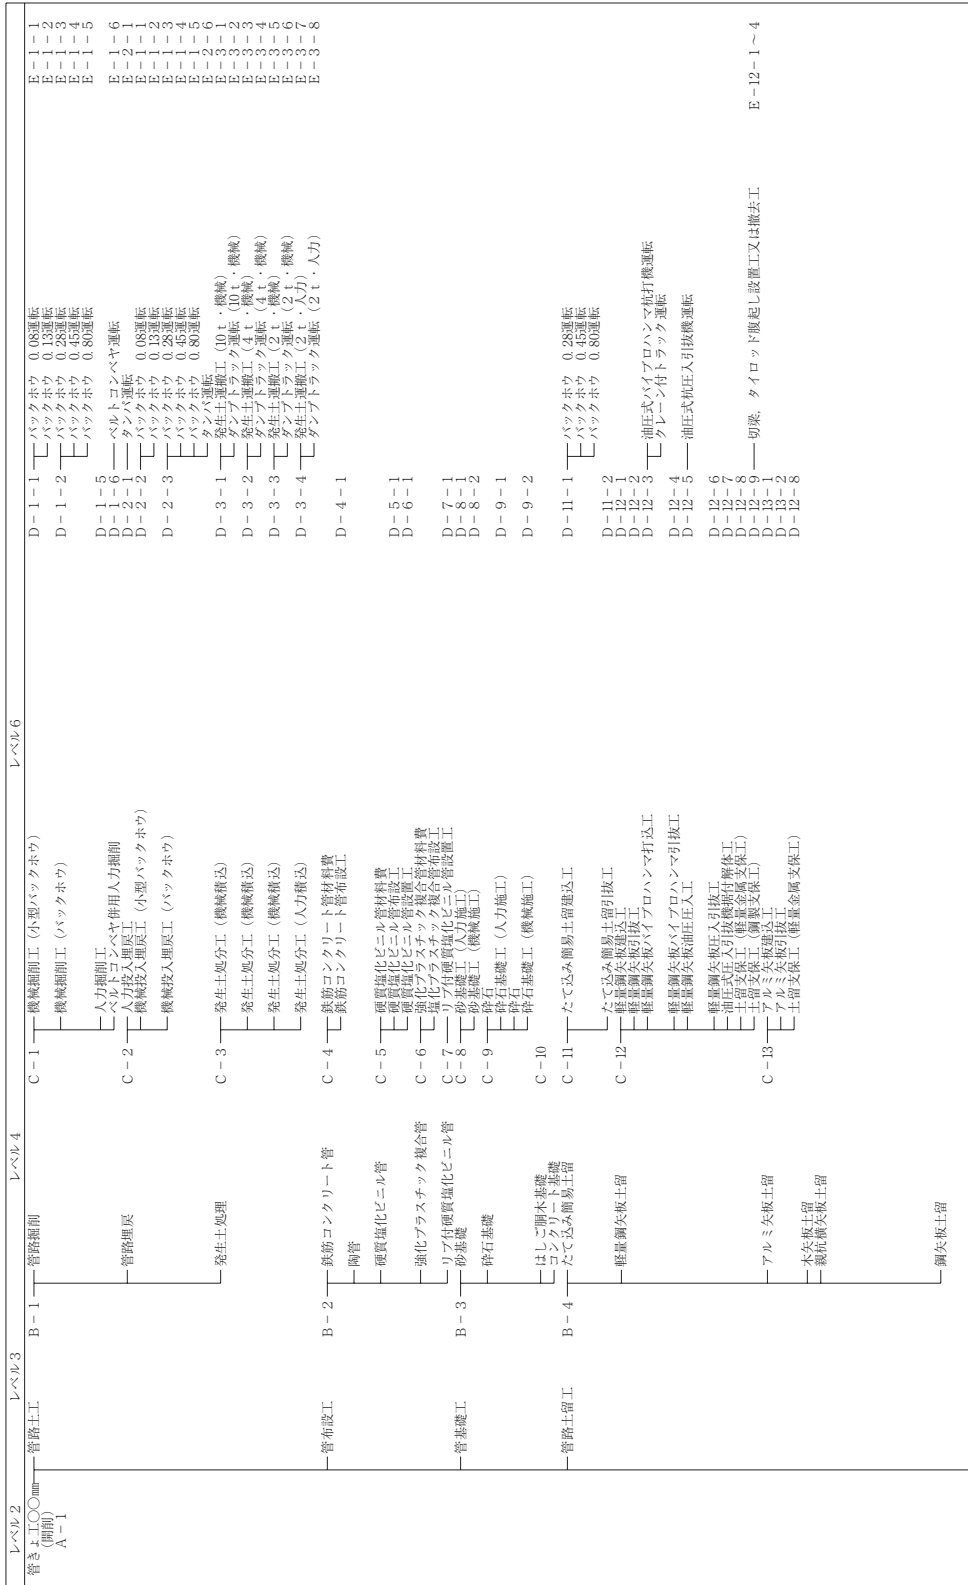 レベル2　レベル3　レベル4　レベル6
管きょ工〇〇mm　管路土工　B－1　管路掘削　C－1　機械掘削工（小型バックホウ）　D－1－1　バックホウ　0.08運転　E－1－1
（開削）　バックホウ　0.13運転　E－1－2
A－1　機械掘削工（バックホウ）　D－1－2　バックホウ　0.28運転　E－1－3
バックホウ　0.45運転　E－1－4
バックホウ　0.80運転　E－1－5
人力掘削工　D－1－5
ベルトコンベヤ併用人力掘削　D－1－6　ベルトコンベヤ運転　E－1－6
管路埋戻　C－2　人力投入埋戻工　D－2－1　タンパ運転　E－2－1
機械投入埋戻工（小型バックホウ）　D－2－2　バックホウ　0.08運転　E－1－1
バックホウ　0.13運転　E－1－2
機械投入埋戻工（バックホウ）　D－2－3　バックホウ　0.28運転　E－1－3
バックホウ　0.45運転　E－1－4
バックホウ　0.80運転　E－1－5
タンパ運転　E－2－6
発生土処理　C－3　発生土処分工（機械積込）　D－3－1　発生土運搬工（10ｔ・機械）　E－3－1
ダンプトラック運転（10ｔ・機械）　E－3－2
発生土処分工（機械積込）　D－3－2　発生土運搬工（4ｔ・機械）　E－3－3
ダンプトラック運転（4ｔ・機械）　E－3－4
発生土処分工（機械積込）　D－3－3　発生土運搬工（2ｔ・機械）　E－3－5
ダンプトラック運転（2ｔ・機械）　E－3－6
発生土処分工（人力積込）　D－3－4　発生土運搬工（2ｔ・人力）　E－3－7
ダンプトラック運転（2ｔ・人力）　E－3－8
管布設工　B－2　鉄筋コンクリート管　C－4　鉄筋コンクリート管材料費
鉄筋コンクリート管布設工　D－4－1
陶管
硬質塩化ビニル管　C－5　硬質塩化ビニル管材料費
硬質塩化ビニル管布設工　D－5－1
硬質塩化ビニル管設置工　D－6－1
強化プラスチック複合管　C－6　強化プラスチック複合管材料費
塩化プラスチック複合管布設工
リブ付硬質塩化ビニル管　C－7　リブ付硬質塩化ビニル管設置工　D－7－1
管基礎工　B－3　砂基礎　C－8　砂基礎工（人力施工）　D－8－1
砂基礎工（機械施工）　D－8－2
砕石基礎　C－9　砕石
砕石基礎工（人力施工）　D－9－1
砕石
砕石基礎工（機械施工）　D－9－2
はしご胴木基礎　C－10
コンクリート基礎
管路土留工　B－4　たて込み簡易土留　C－11　たて込み簡易土留建込工　D－11－1　バックホウ　0.28運転
バックホウ　0.45運転
バックホウ　0.80運転
たて込み簡易土留引抜工　D－11－2
軽量鋼矢板土留　C－12　軽量鋼矢板建込工　D－12－1
軽量鋼矢板引抜工　D－12－2
軽量鋼矢板バイブロハンマ打込工　D－12－3　油圧式バイブロハンマ杭打機運転
クレーン付トラック運転
軽量鋼矢板バイブロハンマ引抜工　D－12－4
軽量鋼矢板油圧圧入工　D－12－5　油圧式杭圧入引抜機運転
軽量鋼矢板圧入引抜工　D－12－6
油圧式圧入引抜機据付解体工　D－12－7
土留支保工（軽量金属支保工）　D－12－8
土留支保工（鋼製支保工）　D－12－9　切梁，タイロッド腹起し設置工又は撤去工　E－12－1～4
アルミ矢板土留　C－13　アルミ矢板建込工　D－13－1
アルミ矢板引抜工　D－13－2
土留支保工（軽量金属支保工）　D－12－8
木矢板土留
親杭横矢板土留
鋼矢板土留